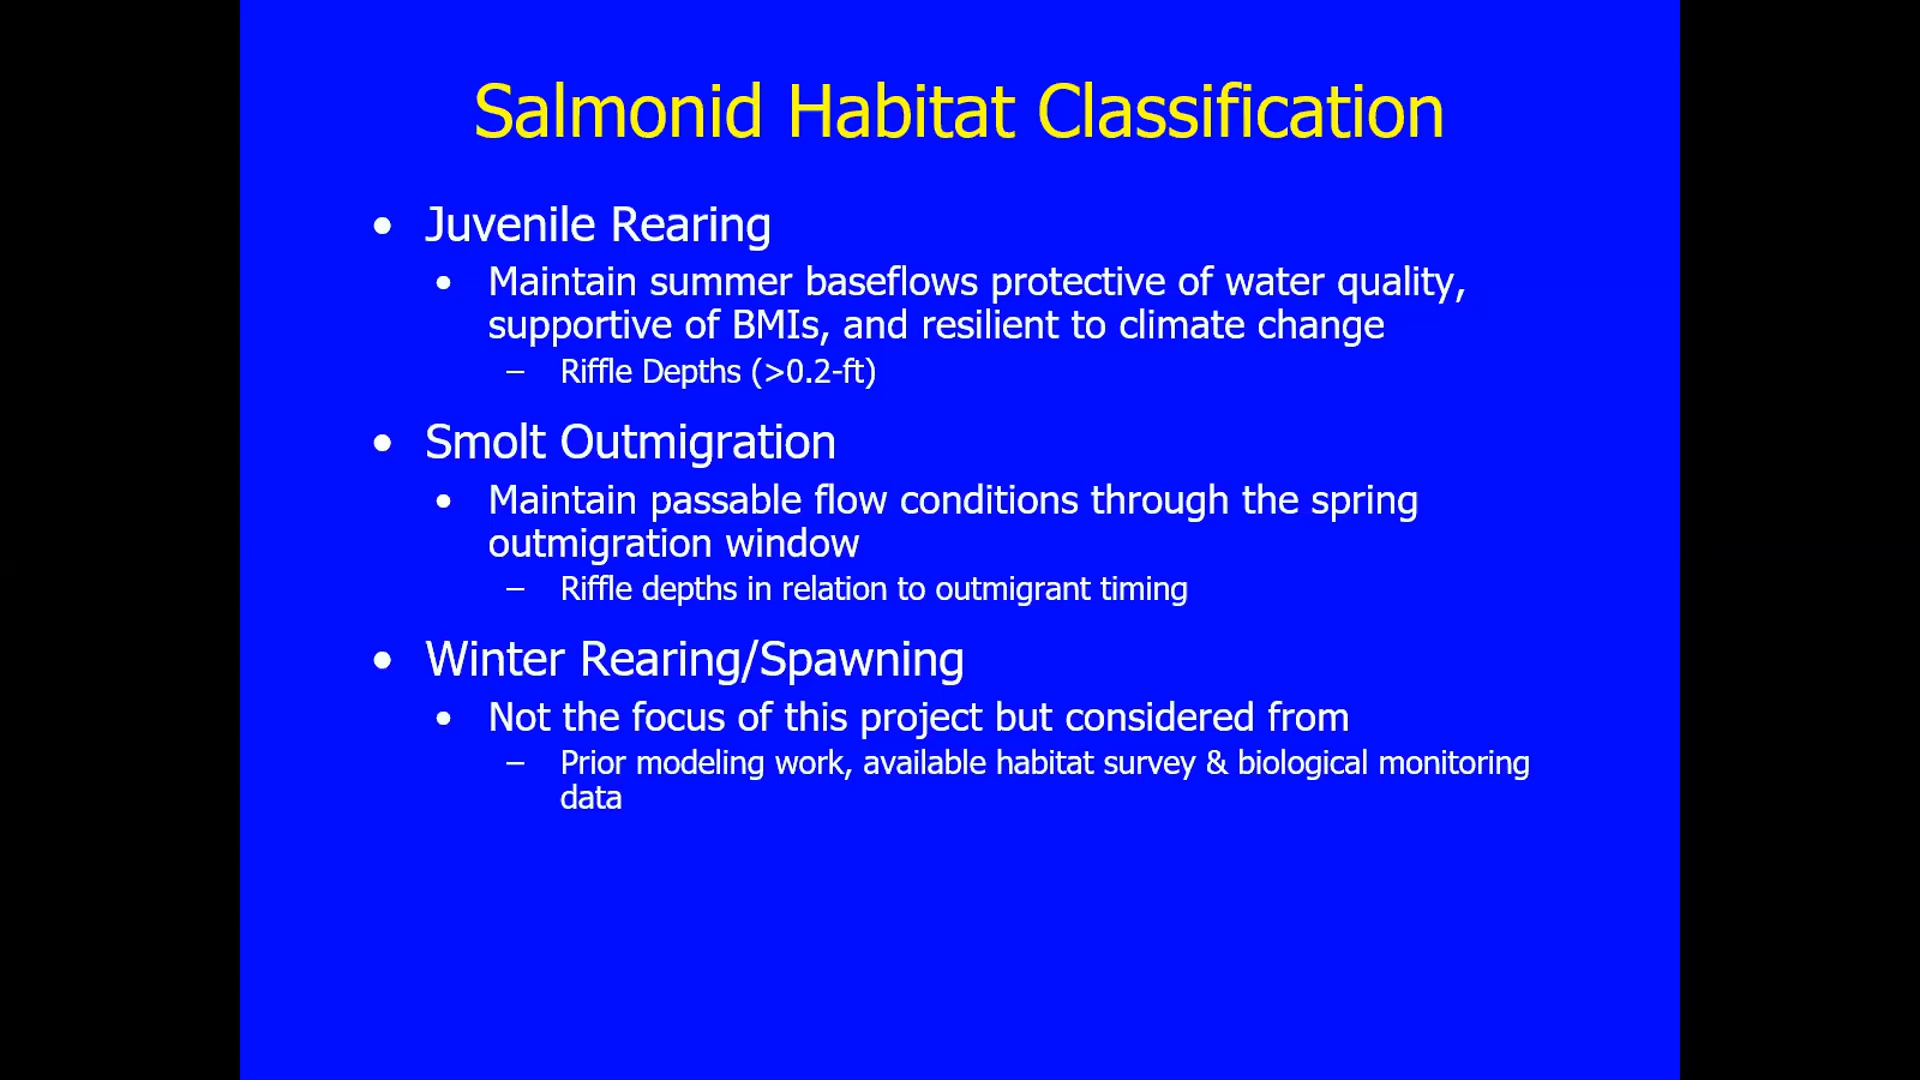 Salmonid Habitat Classification
• Juvenile Rearing
• Maintain summer baseflows protective of water quality,
supportive of BMIs, and resilient to climate change
– Riffle Depths (>0.2-ft)
• Smolt Outmigration
• Maintain passable flow conditions through the spring
outmigration window
– Riffle depths in relation to outmigrant timing
• Winter Rearing/Spawning
• Not the focus of this project but considered from
– Prior modeling work, available habitat survey & biological monitoring
data